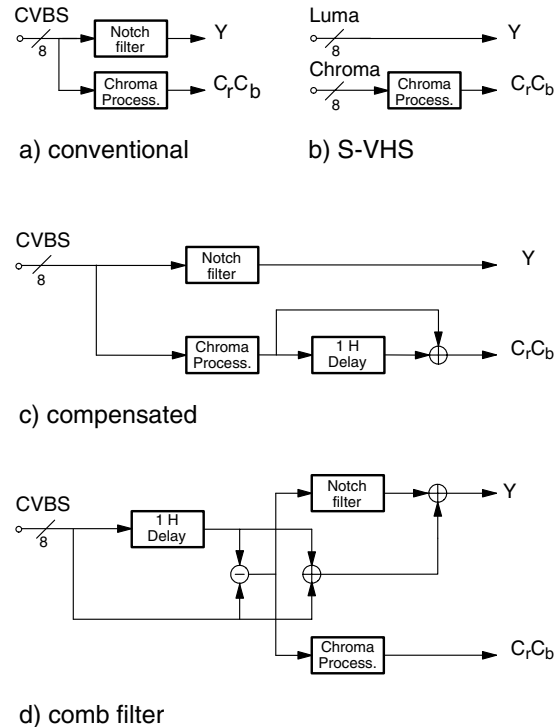 CVBS
8
Notch
filter
Y
Chroma
Process.
CrCb
a) conventional
Luma
8
Y
Chroma
8
Chroma
Process.
CrCb
b) S-VHS
CVBS
8
Notch
filter
Y
Chroma
Process.
1 H
Delay
CrCb
c) compensated
CVBS
8
1 H
Delay
Notch
filter
Y
Chroma
Process.
CrCb
d) comb filter